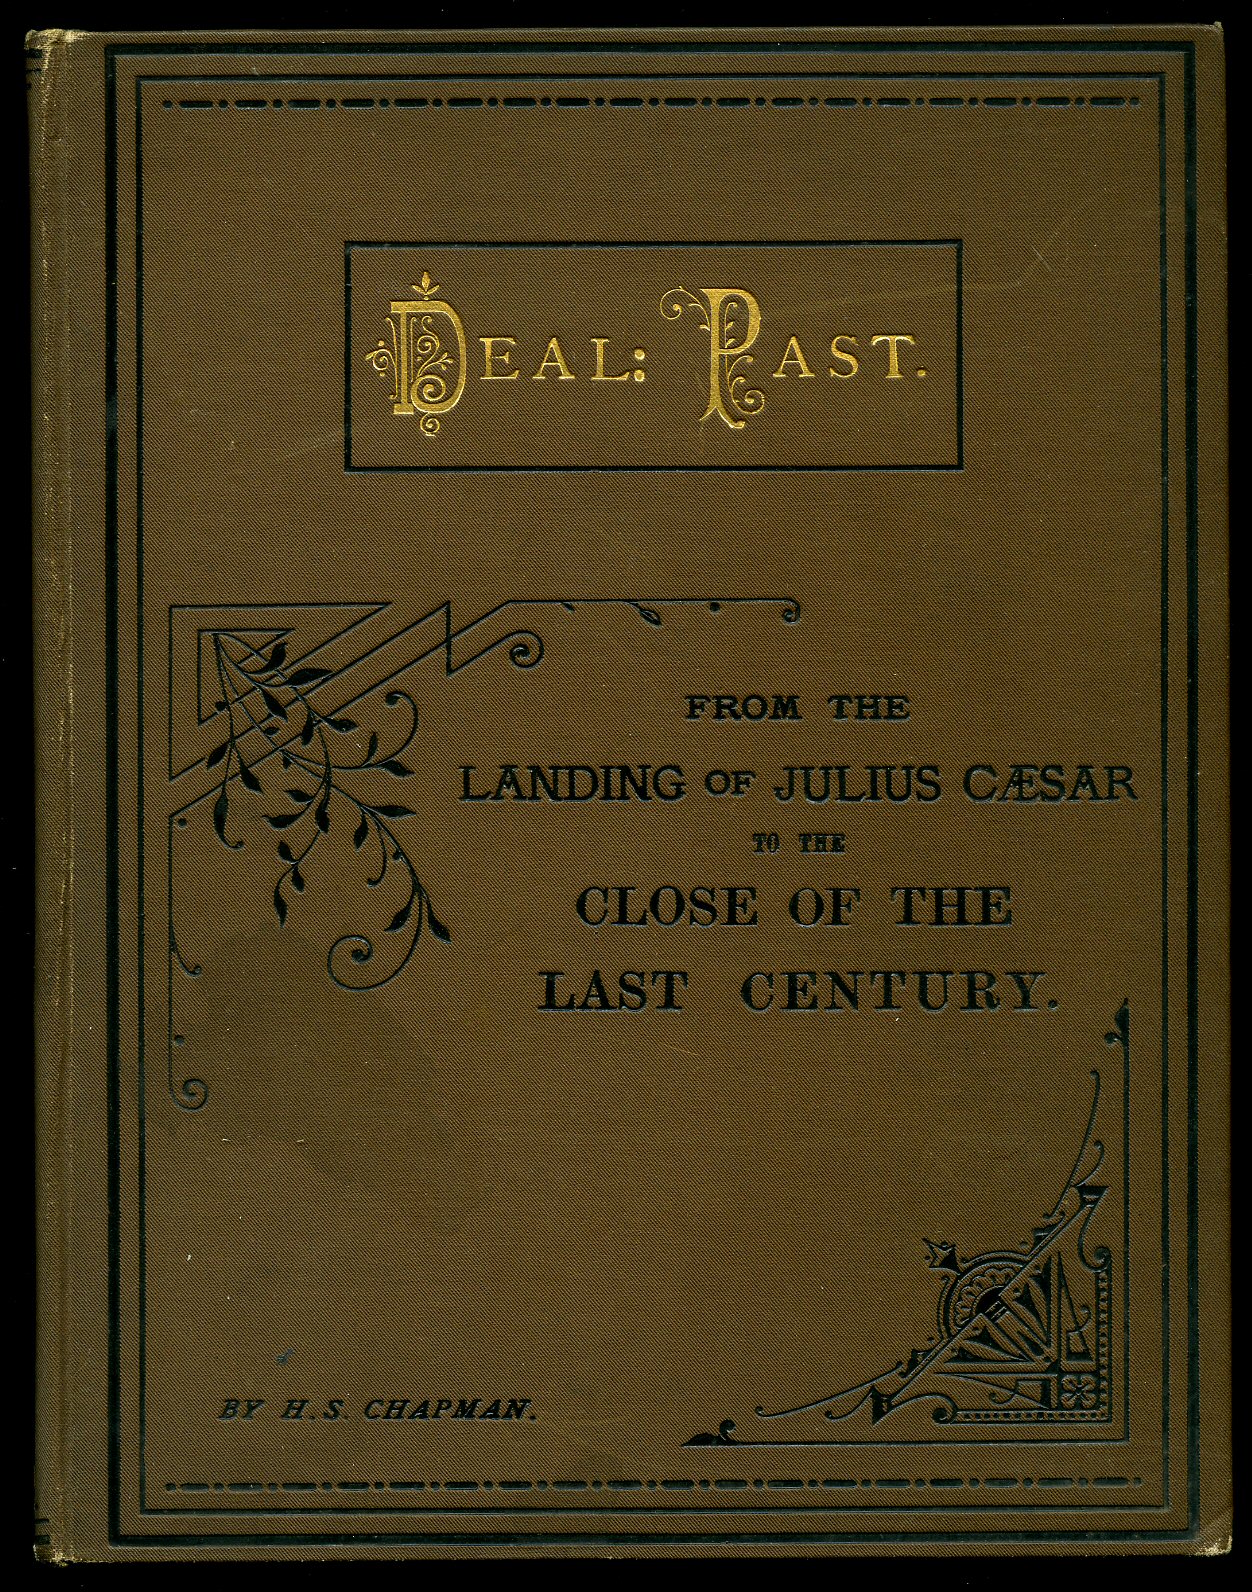 DEAL: PAST.
FROM THE
LANDING OF JULIUS CÆSAR
TO THE
CLOSE OF THE
LAST CENTURY.
BY H. S. CHAPMAN.